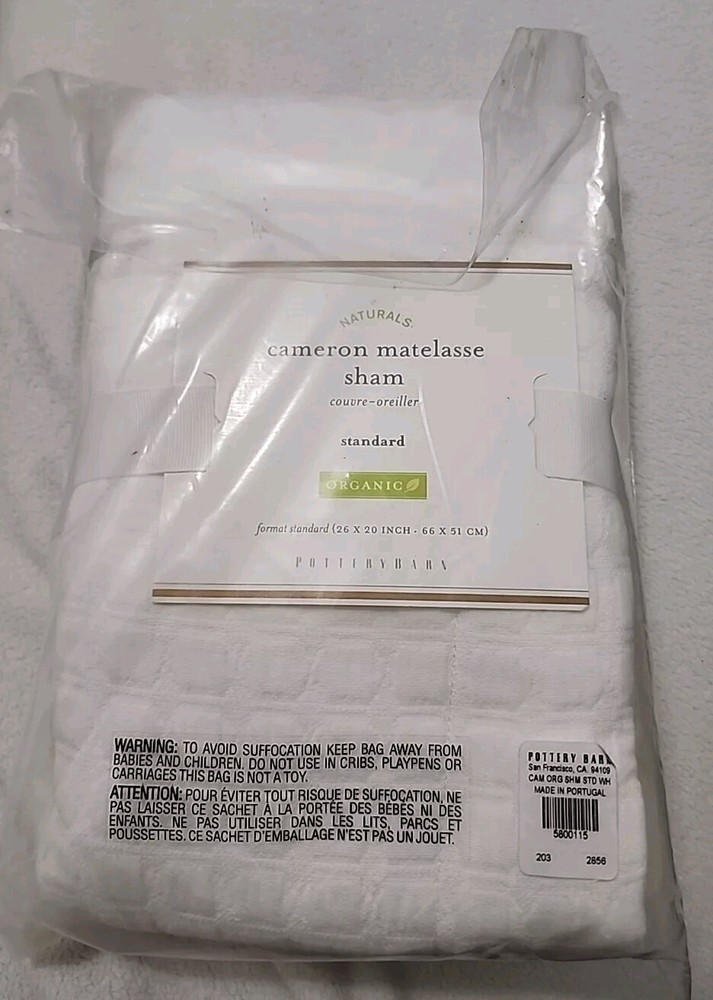 NATURALS
cameron matelasse
sham
couvre-oreiller
standard
ORGANIC
format standard (26 X 20 INCH - 66 X 51 CM)
POTTERY BARN
WARNING: TO AVOID SUFFOCATION KEEP BAG AWAY FROM
BABIES AND CHILDREN. DO NOT USE IN CRIBS, PLAYPENS OR
CARRIAGES THIS BAG IS NOT A TOY.
ATTENTION: POUR ÉVITER TOUT RISQUE DE SUFFOCATION, NE
PAS LAISSER CE SACHET À LA PORTÉE DES BÉBÉS NI DES
ENFANTS. NE PAS UTILISER DANS LES LITS, PARCS ET
POUSSETTES. CE SACHET D'EMBALLAGE N'EST PAS UN JOUET.
POTTERY BARN
San Francisco, CA 94109
CAM ORG SHM STD WH
MADE IN PORTUGAL
5800115
203 2856